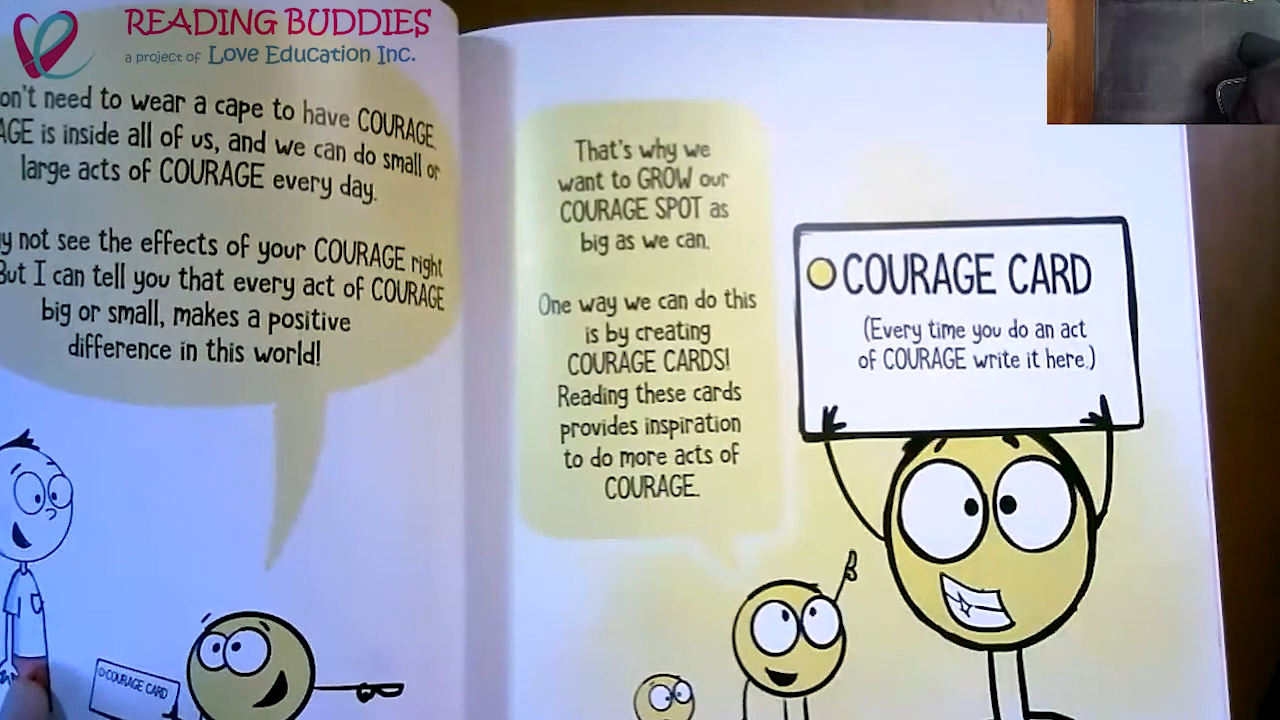 READING BUDDIES
a project of Love Education Inc.
need to wear a cape to have COURAGE.
is inside all of us, and we can do small or
large acts of COURAGE every day.
not see the effects of your COURAGE right
But I can tell you that every act of COURAGE
big or small, makes a positive
difference in this world!
COURAGE CARD
That's why we
want to GROW our
COURAGE SPOT as
big as we can.
One way we can do this
is by creating
COURAGE CARDS!
Reading these cards
provides inspiration
to do more acts of
COURAGE.
COURAGE CARD
(Every time you do an act
of COURAGE write it here.)